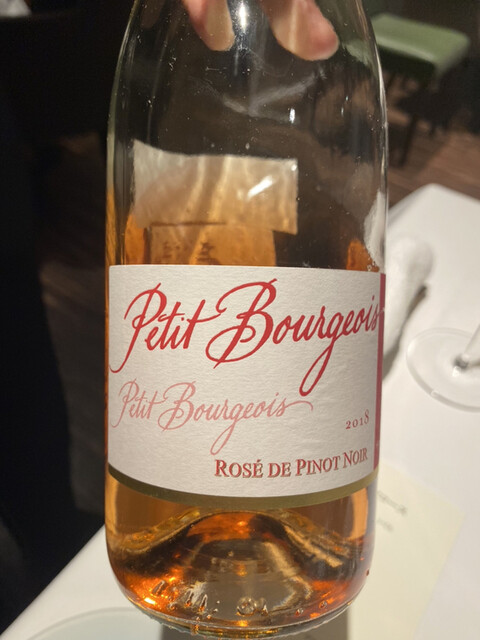 Petit Bourgeois
Petit Bourgeois
2018
ROSÉ DE PINOT NOIR